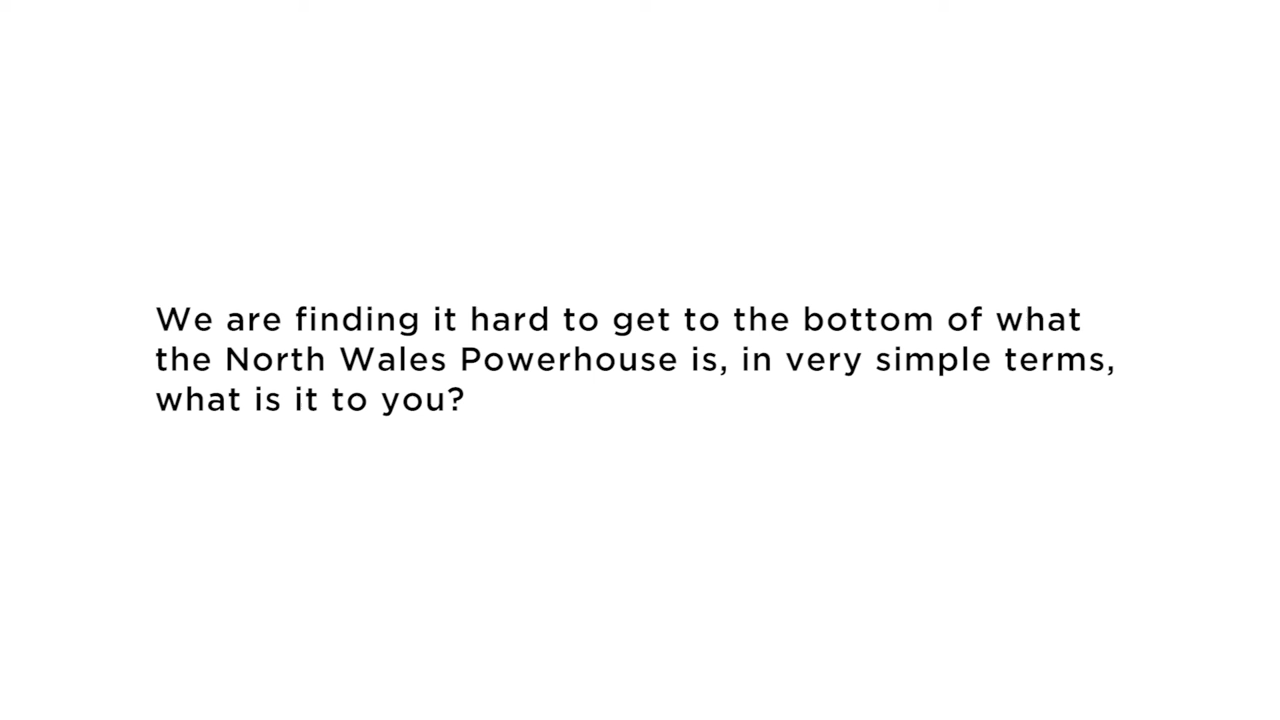 We are finding it hard to get to the bottom of what
the North Wales Powerhouse is, in very simple terms,
what is it to you?